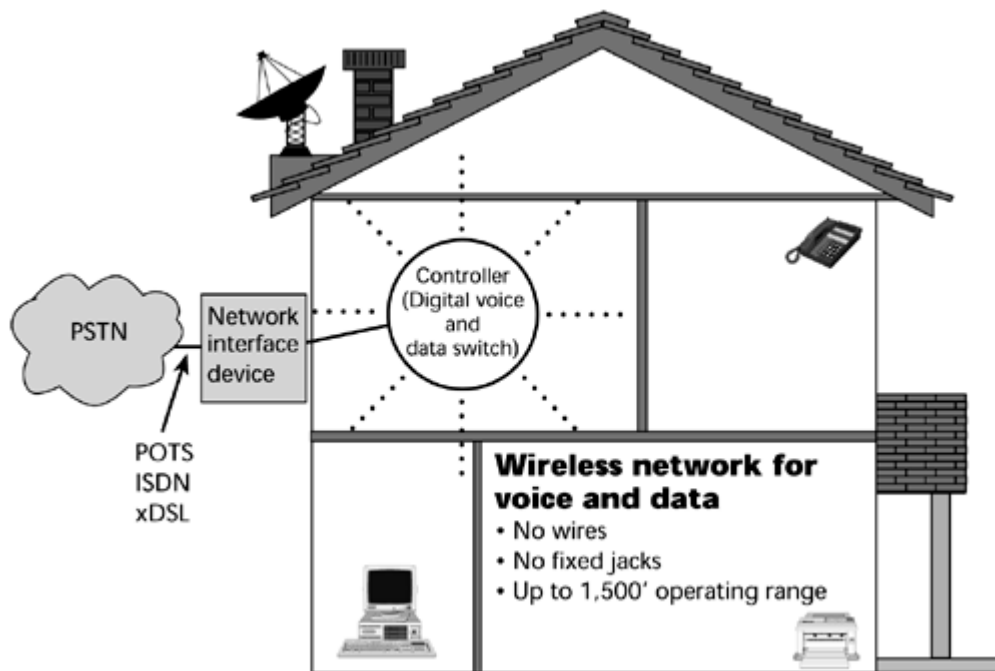 PSTN
Network
interface
device
POTS
ISDN
xDSL
Controller
(Digital voice
and
data switch)
Wireless network for
voice and data
• No wires
• No fixed jacks
• Up to 1,500' operating range